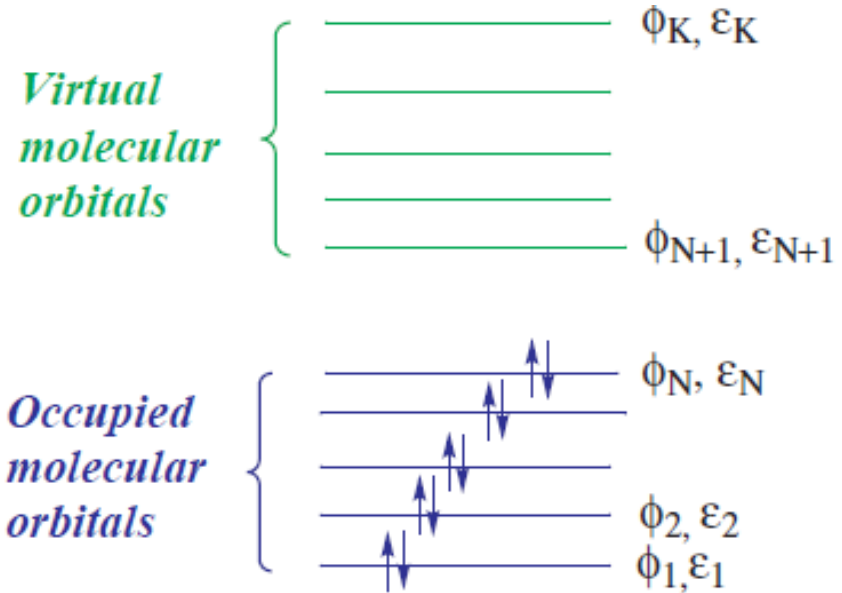 ϕK, εK
Virtual
molecular
orbitals
ϕN+1, εN+1
ϕN, εN
Occupied
molecular
orbitals
ϕ2, ε2
ϕ1,ε1